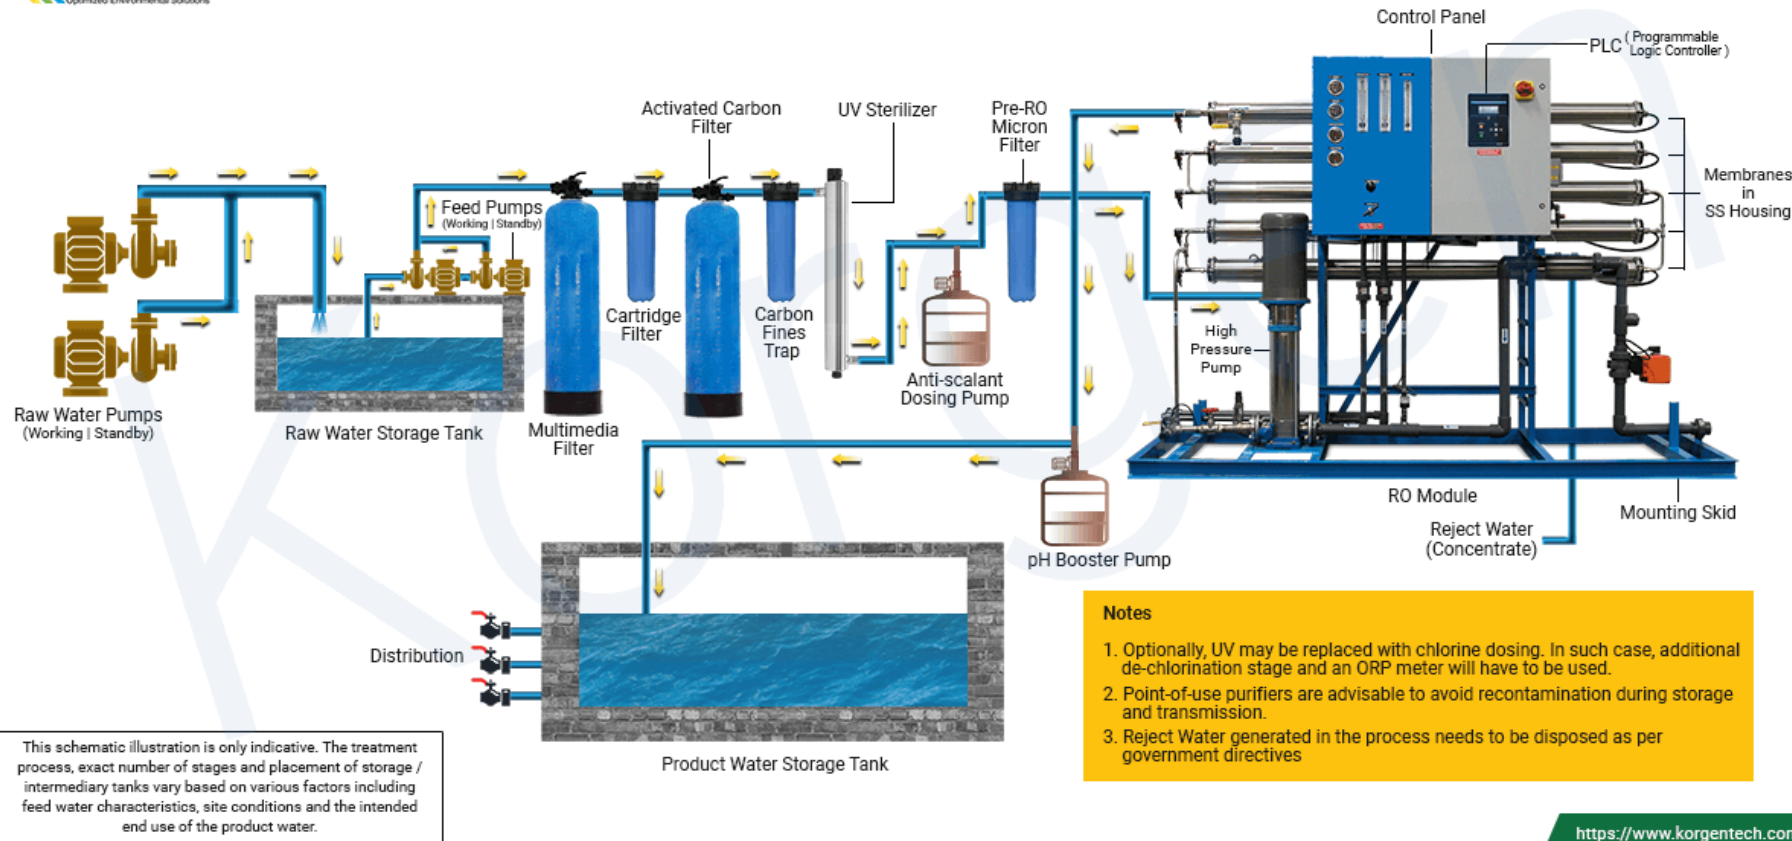 Optimized Environmental Solutions
Control Panel
PLC ( Programmable
Logic Controller )
Activated Carbon
Filter
UV Sterilizer
Pre-RO
Micron
Filter
Membranes
in
SS Housing
Feed Pumps
(Working | Standby)
Cartridge
Filter
Carbon
Fines
Trap
High
Pressure
Pump
Anti-scalant
Dosing Pump
Raw Water Pumps
(Working | Standby)
Raw Water Storage Tank
Multimedia
Filter
RO Module
Mounting Skid
Reject Water
(Concentrate)
pH Booster Pump
Distribution
Product Water Storage Tank
Notes
1. Optionally, UV may be replaced with chlorine dosing. In such case, additional
de-chlorination stage and an ORP meter will have to be used.
2. Point-of-use purifiers are advisable to avoid recontamination during storage
and transmission.
3. Reject Water generated in the process needs to be disposed as per
government directives
This schematic illustration is only indicative. The treatment
process, exact number of stages and placement of storage /
intermediary tanks vary based on various factors including
feed water characteristics, site conditions and the intended
end use of the product water.
https://www.korgentech.com
Korgen